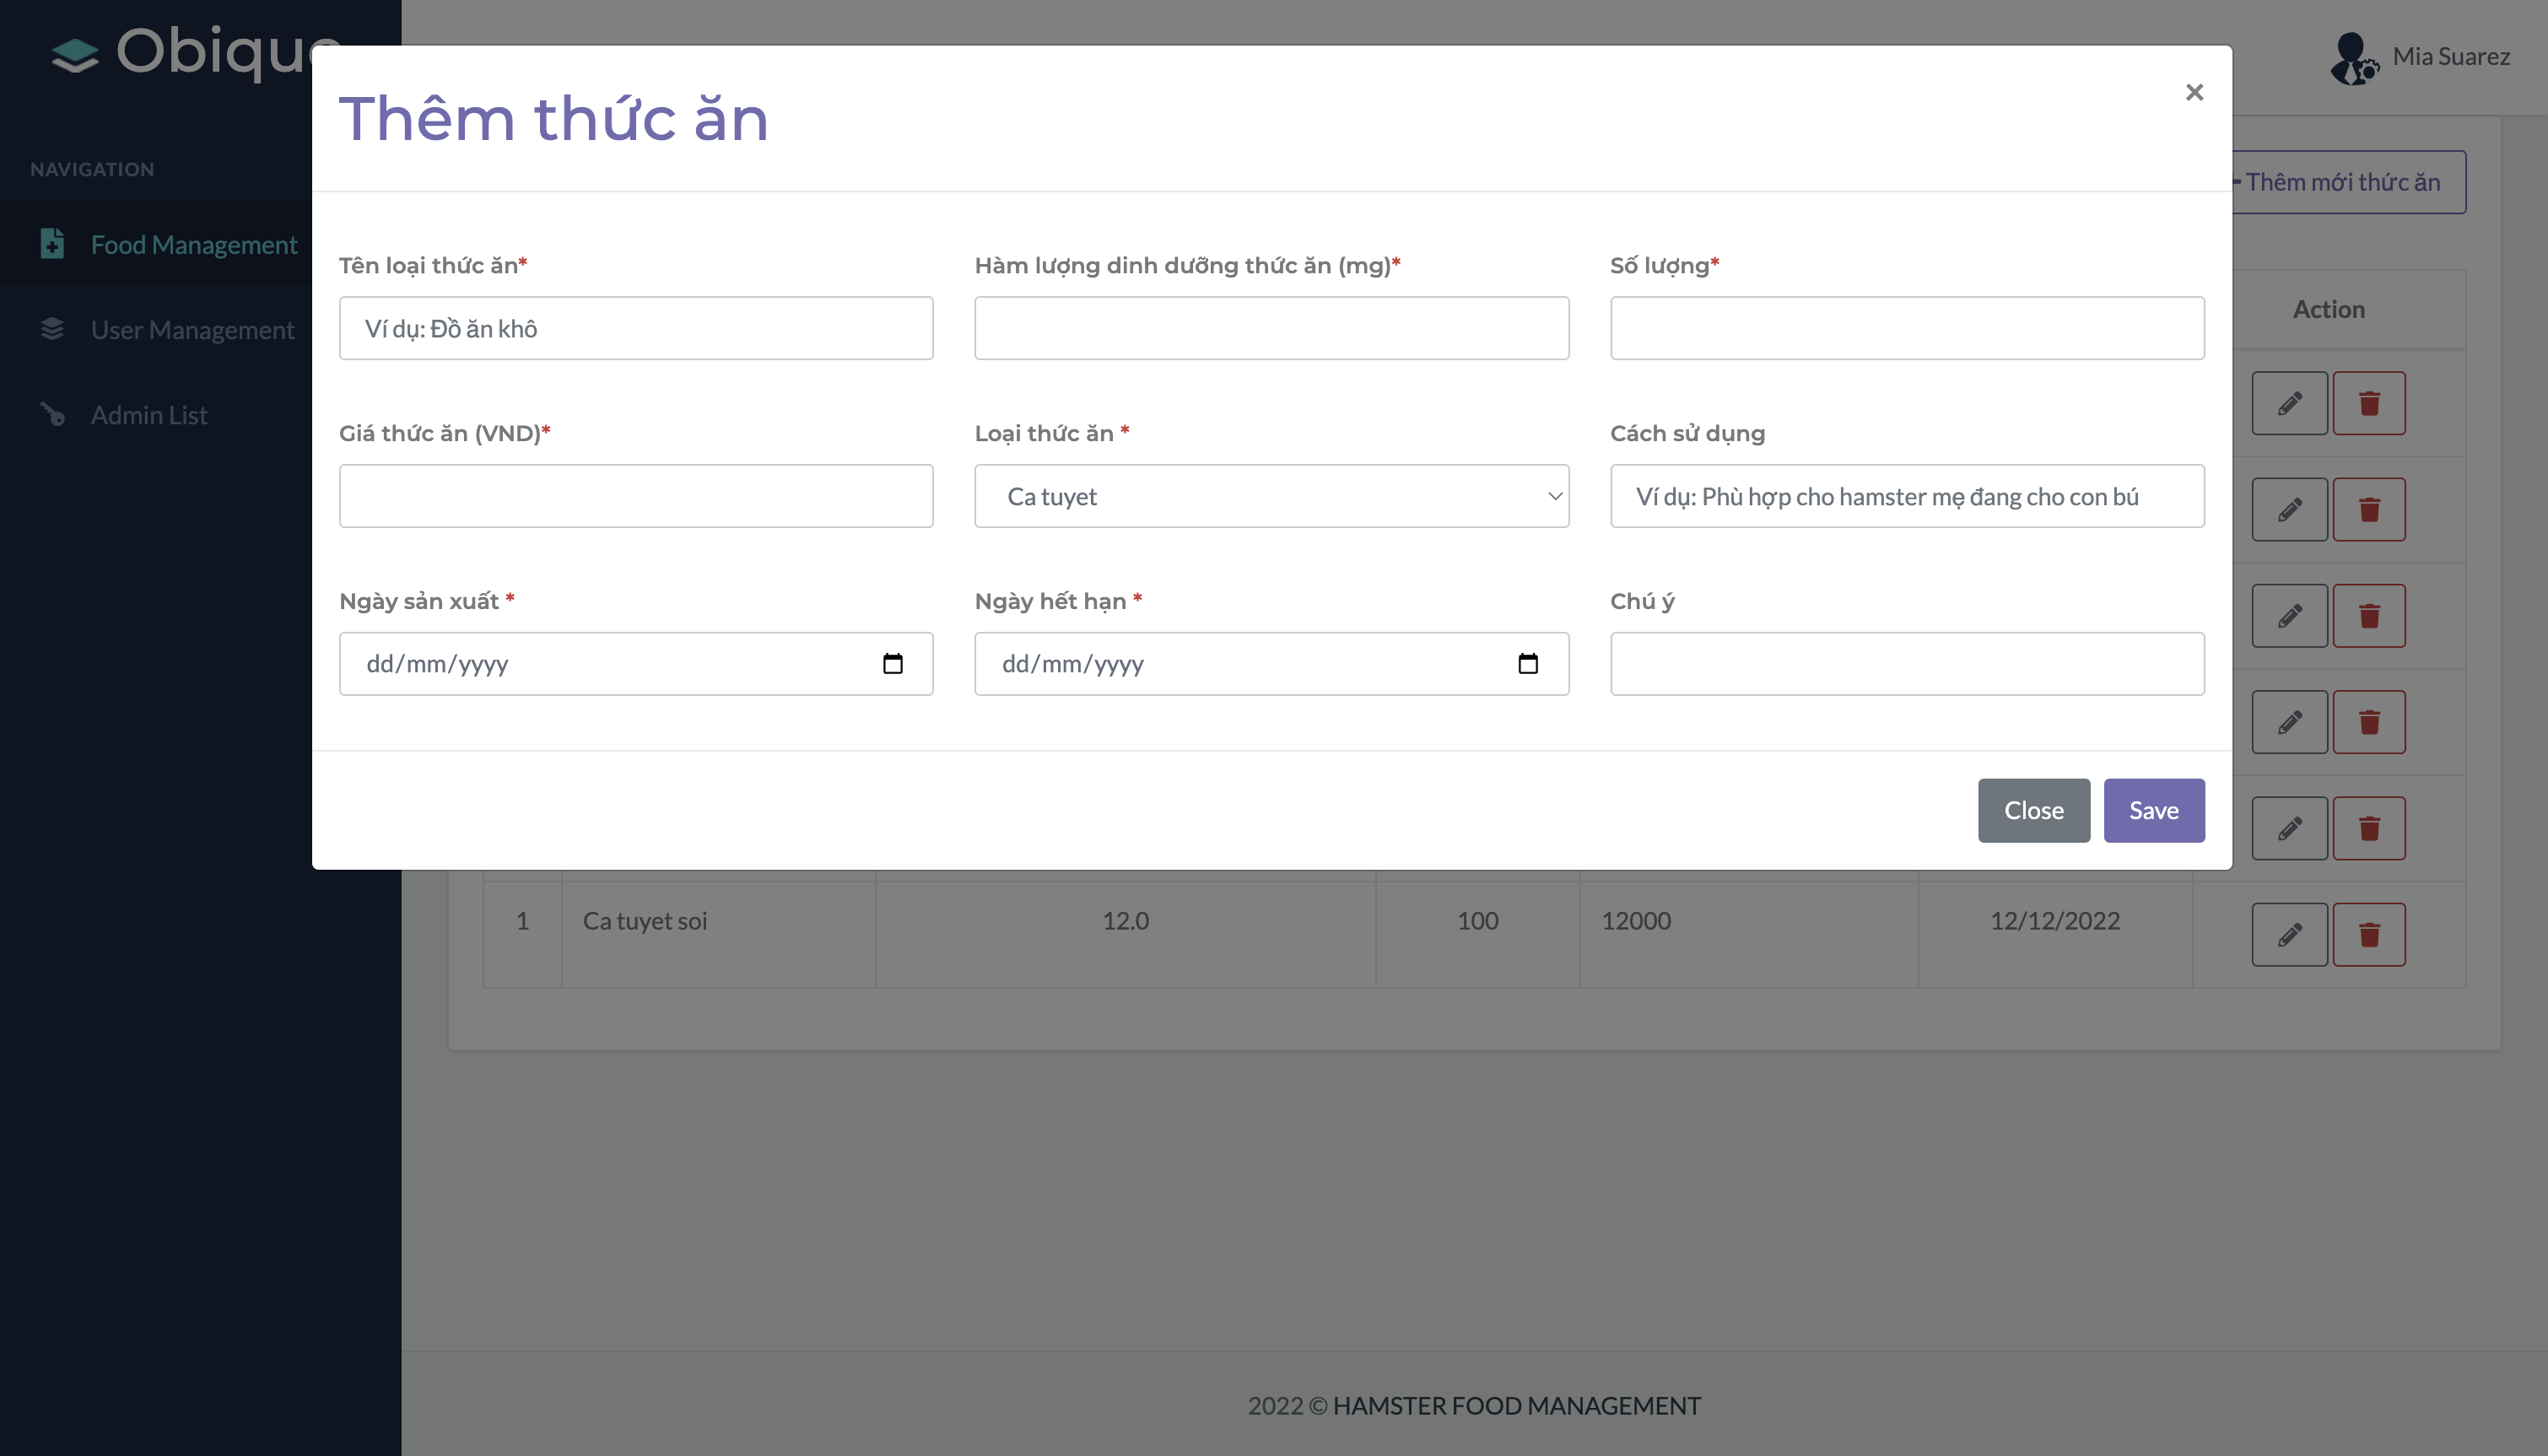 Mia Suarez
NAVIGATION
Food Management
User Management
Admin List
Thêm thức ăn
×
Thêm mới thức ăn
Tên loại thức ăn*
Hàm lượng dinh dưỡng thức ăn (mg)*
Số lượng*
Ví dụ: Đồ ăn khô
Giá thức ăn (VND)*
Loại thức ăn *
Cách sử dụng
Ca tuyet
Ví dụ: Phù hợp cho hamster mẹ đang cho con bú
Ngày sản xuất *
Ngày hết hạn *
Chú ý
dd/mm/yyyy
dd/mm/yyyy
Close
Save
Action
1
Ca tuyet soi
12.0
100
12000
12/12/2022
2022 © HAMSTER FOOD MANAGEMENT